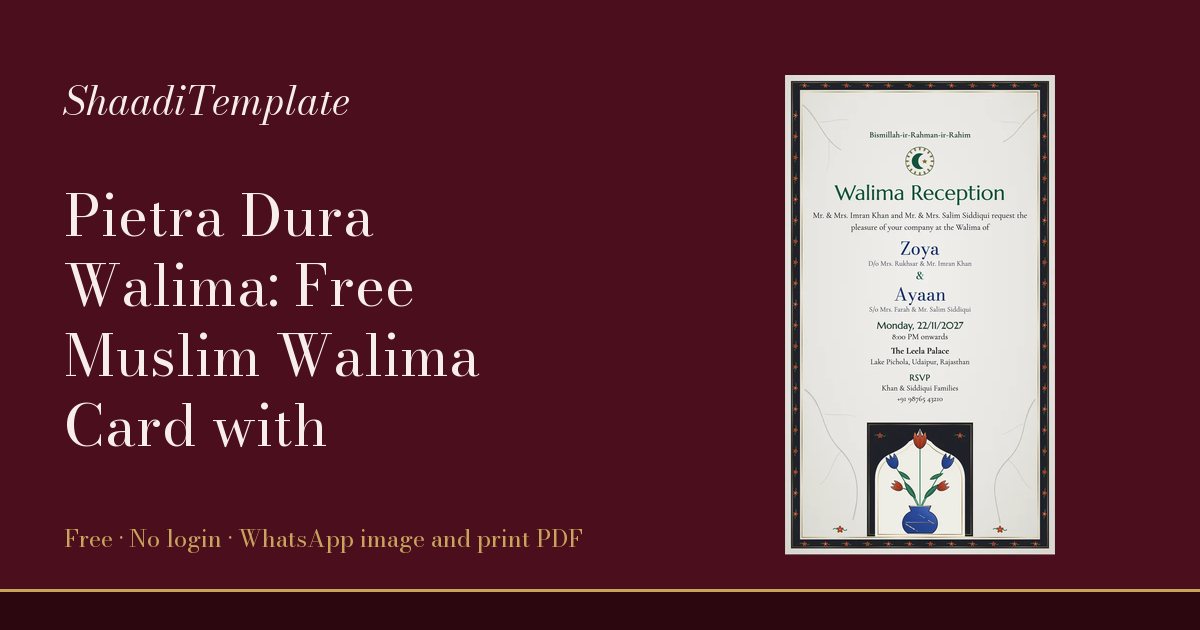 ShaadiTemplate
Pietra Dura
Walima: Free
Muslim Walima
Card with
Free · No login · WhatsApp image and print PDF
Bismillah-ir-Rahman-ir-Rahim
Walima Reception
Mr. & Mrs. Imran Khan and Mr. & Mrs. Salim Siddiqui request the
pleasure of your company at the Walima of
Zoya
D/o Mrs. Rukhsar & Mr. Imran Khan
&
Ayaan
S/o Mrs. Farah & Mr. Salim Siddiqui
Monday, 22/11/2027
8:00 PM onwards
The Leela Palace
Lake Pichola, Udaipur, Rajasthan
RSVP
Khan & Siddiqui Families
+91 98765 43210